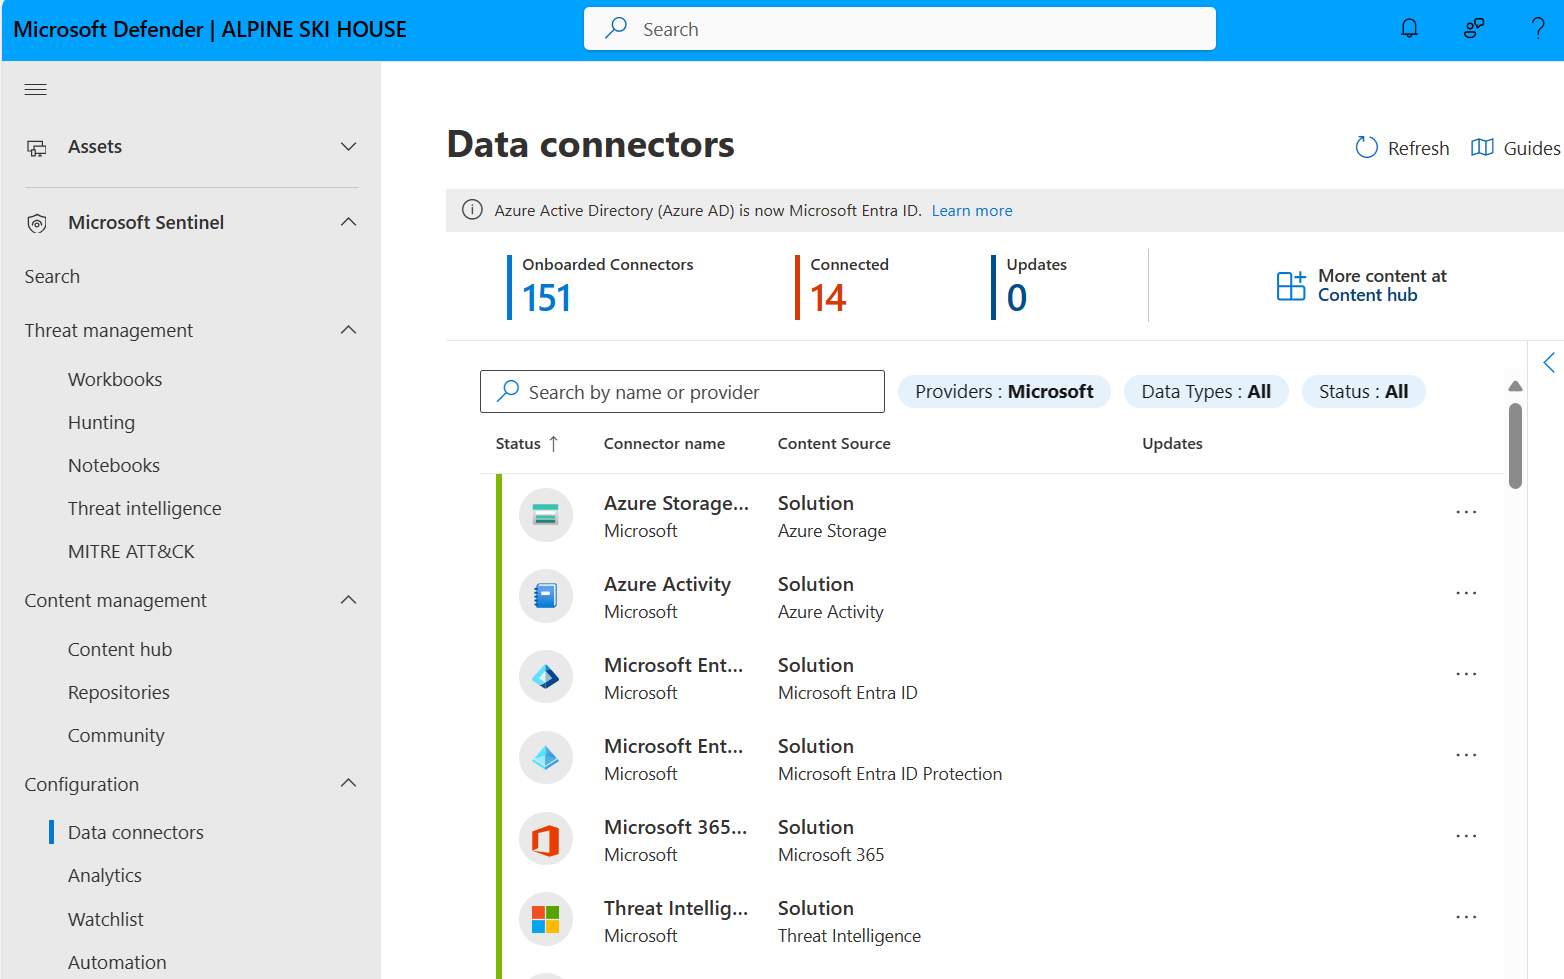 Microsoft Defender | ALPINE SKI HOUSE
Search
Assets
Microsoft Sentinel
Search
Threat management
Workbooks
Hunting
Notebooks
Threat intelligence
MITRE ATT&CK
Content management
Content hub
Repositories
Community
Configuration
Data connectors
Analytics
Watchlist
Automation
Data connectors
Refresh
Guides
Azure Active Directory (Azure AD) is now Microsoft Entra ID. Learn more
Onboarded Connectors
151
Connected
14
Updates
0
More content at
Content hub
Search by name or provider
Providers : Microsoft
Data Types : All
Status : All
Status ↑ Connector name Content Source Updates
Azure Storage... Solution ...
Microsoft Azure Storage
Azure Activity Solution ...
Microsoft Azure Activity
Microsoft Ent... Solution ...
Microsoft Microsoft Entra ID
Microsoft Ent... Solution ...
Microsoft Microsoft Entra ID Protection
Microsoft 365... Solution ...
Microsoft Microsoft 365
Threat Intellig... Solution ...
Microsoft Threat Intelligence